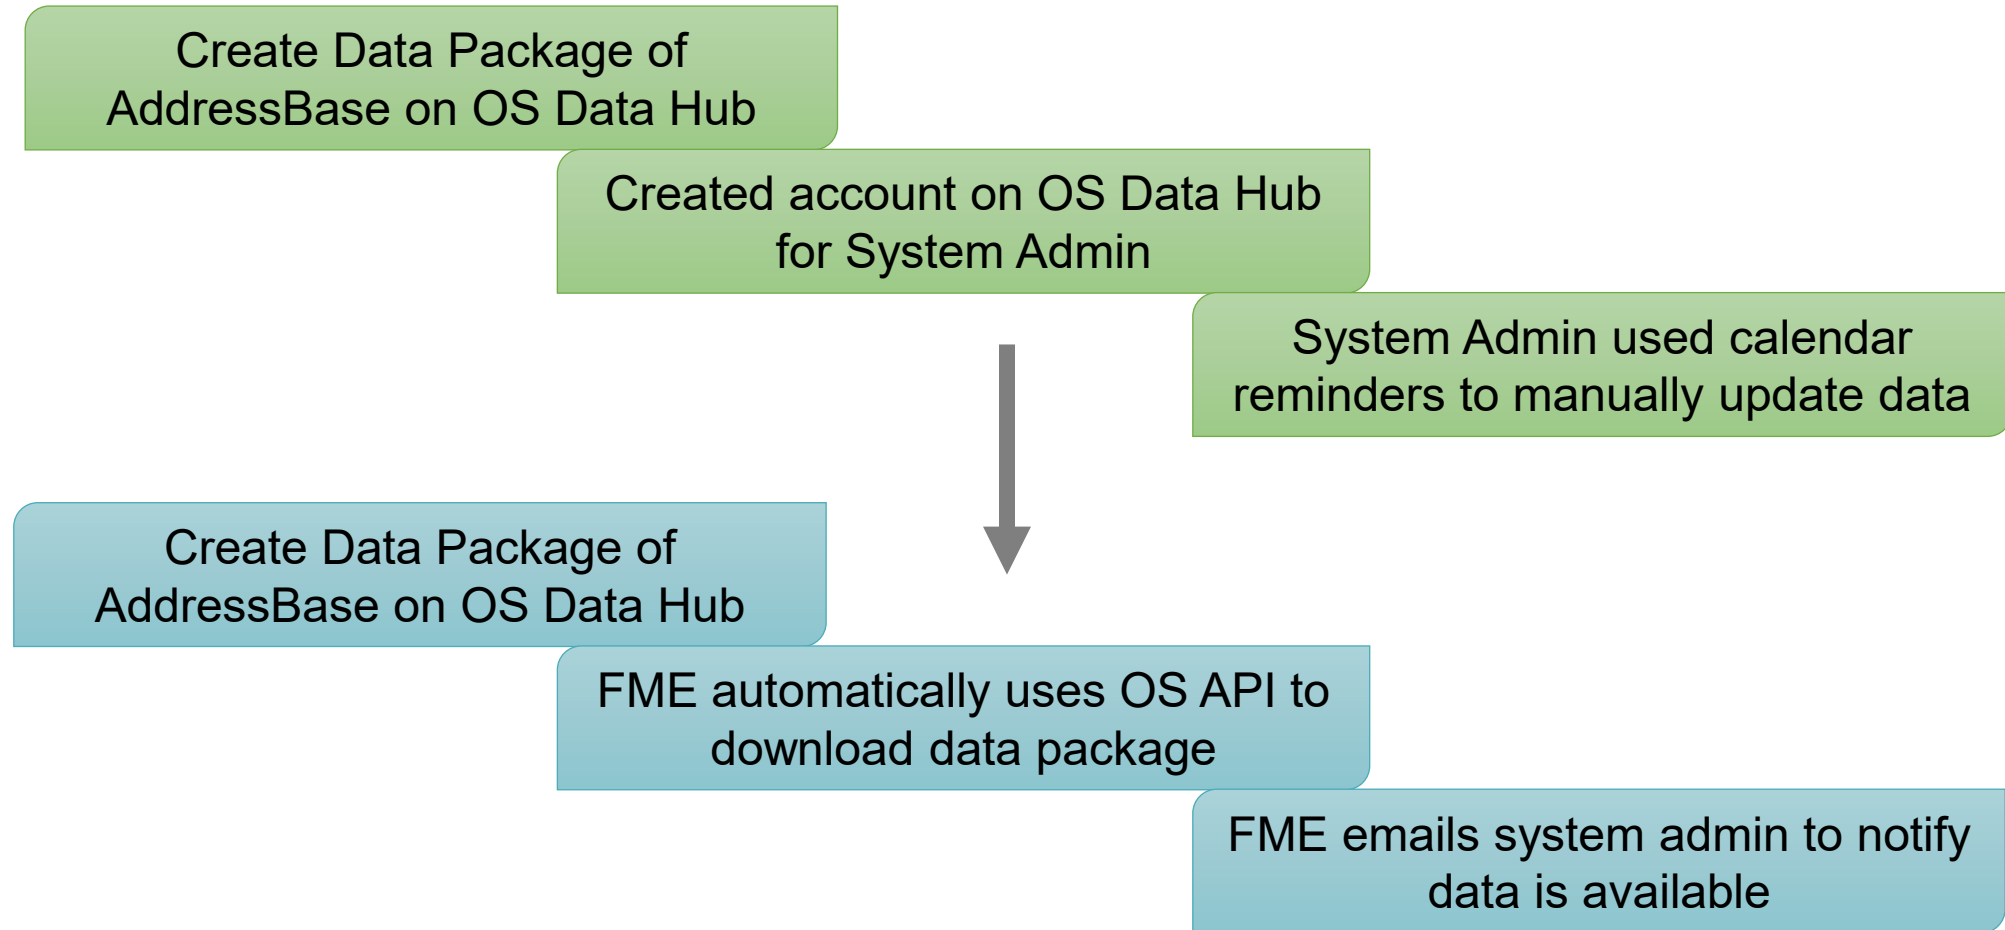 Create Data Package of
AddressBase on OS Data Hub
Created account on OS Data Hub
for System Admin
System Admin used calendar
reminders to manually update data
Create Data Package of
AddressBase on OS Data Hub
FME automatically uses OS API to
download data package
FME emails system admin to notify
data is available